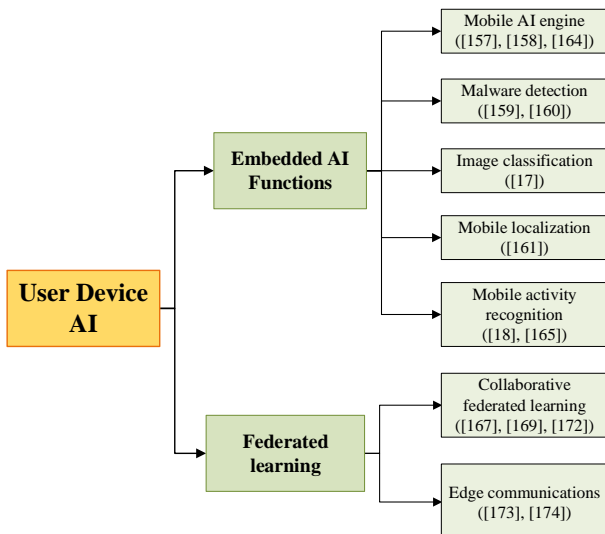 User Device
AI
Embedded AI
Functions
Mobile AI engine
([157], [158], [164])
Malware detection
([159], [160])
Image classification
([17])
Mobile localization
([161])
Mobile activity
recognition
([18], [165])
Federated
learning
Collaborative
federated learning
([167], [169], [172])
Edge communications
([173], [174])